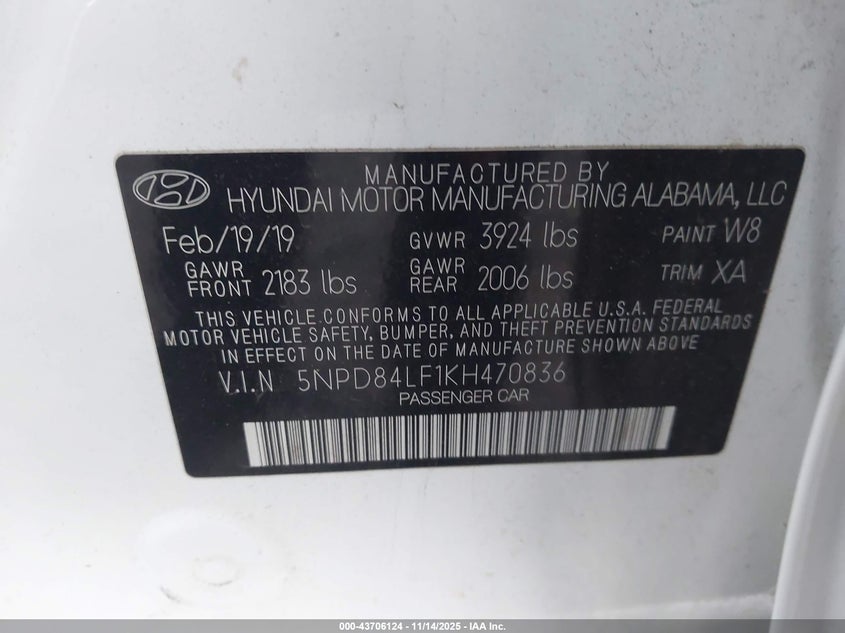 MANUFACTURED BY
HYUNDAI MOTOR MANUFACTURING ALABAMA, LLC
Feb/19/19 GVWR 3924 lbs PAINT W8
GAWR FRONT 2183 lbs GAWR REAR 2006 lbs TRIM XA
THIS VEHICLE CONFORMS TO ALL APPLICABLE U.S.A. FEDERAL
MOTOR VEHICLE SAFETY, BUMPER, AND THEFT PREVENTION STANDARDS
IN EFFECT ON THE DATE OF MANUFACTURE SHOWN ABOVE
V.I.N 5NPD84LF1KH470836
PASSENGER CAR
000-43706124 - 11/14/2025 - IAA Inc.